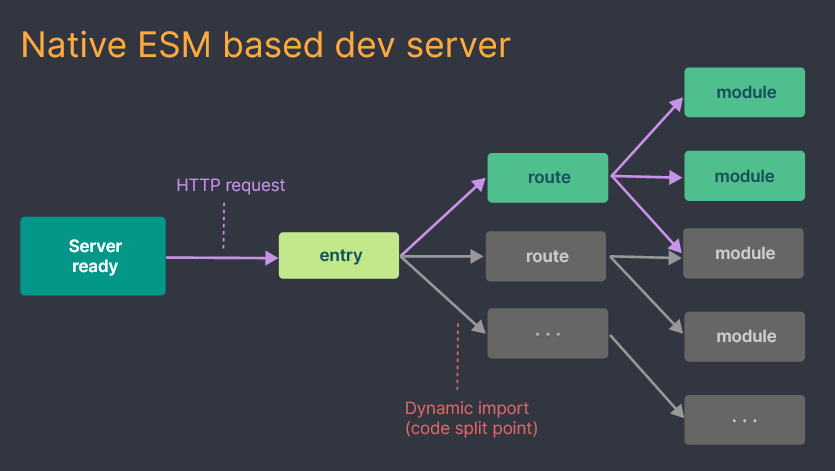 Native ESM based dev server
HTTP request
Server
ready
entry
route
route
· · ·
module
module
module
module
· · ·
Dynamic import
(code split point)